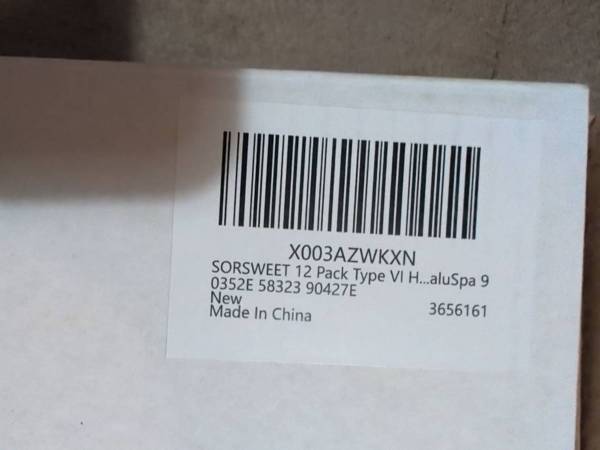 X003AZWKXN
SORSWEET 12 Pack Type VI H...aluSpa 9
0352E 58323 90427E
New
Made In China 3656161